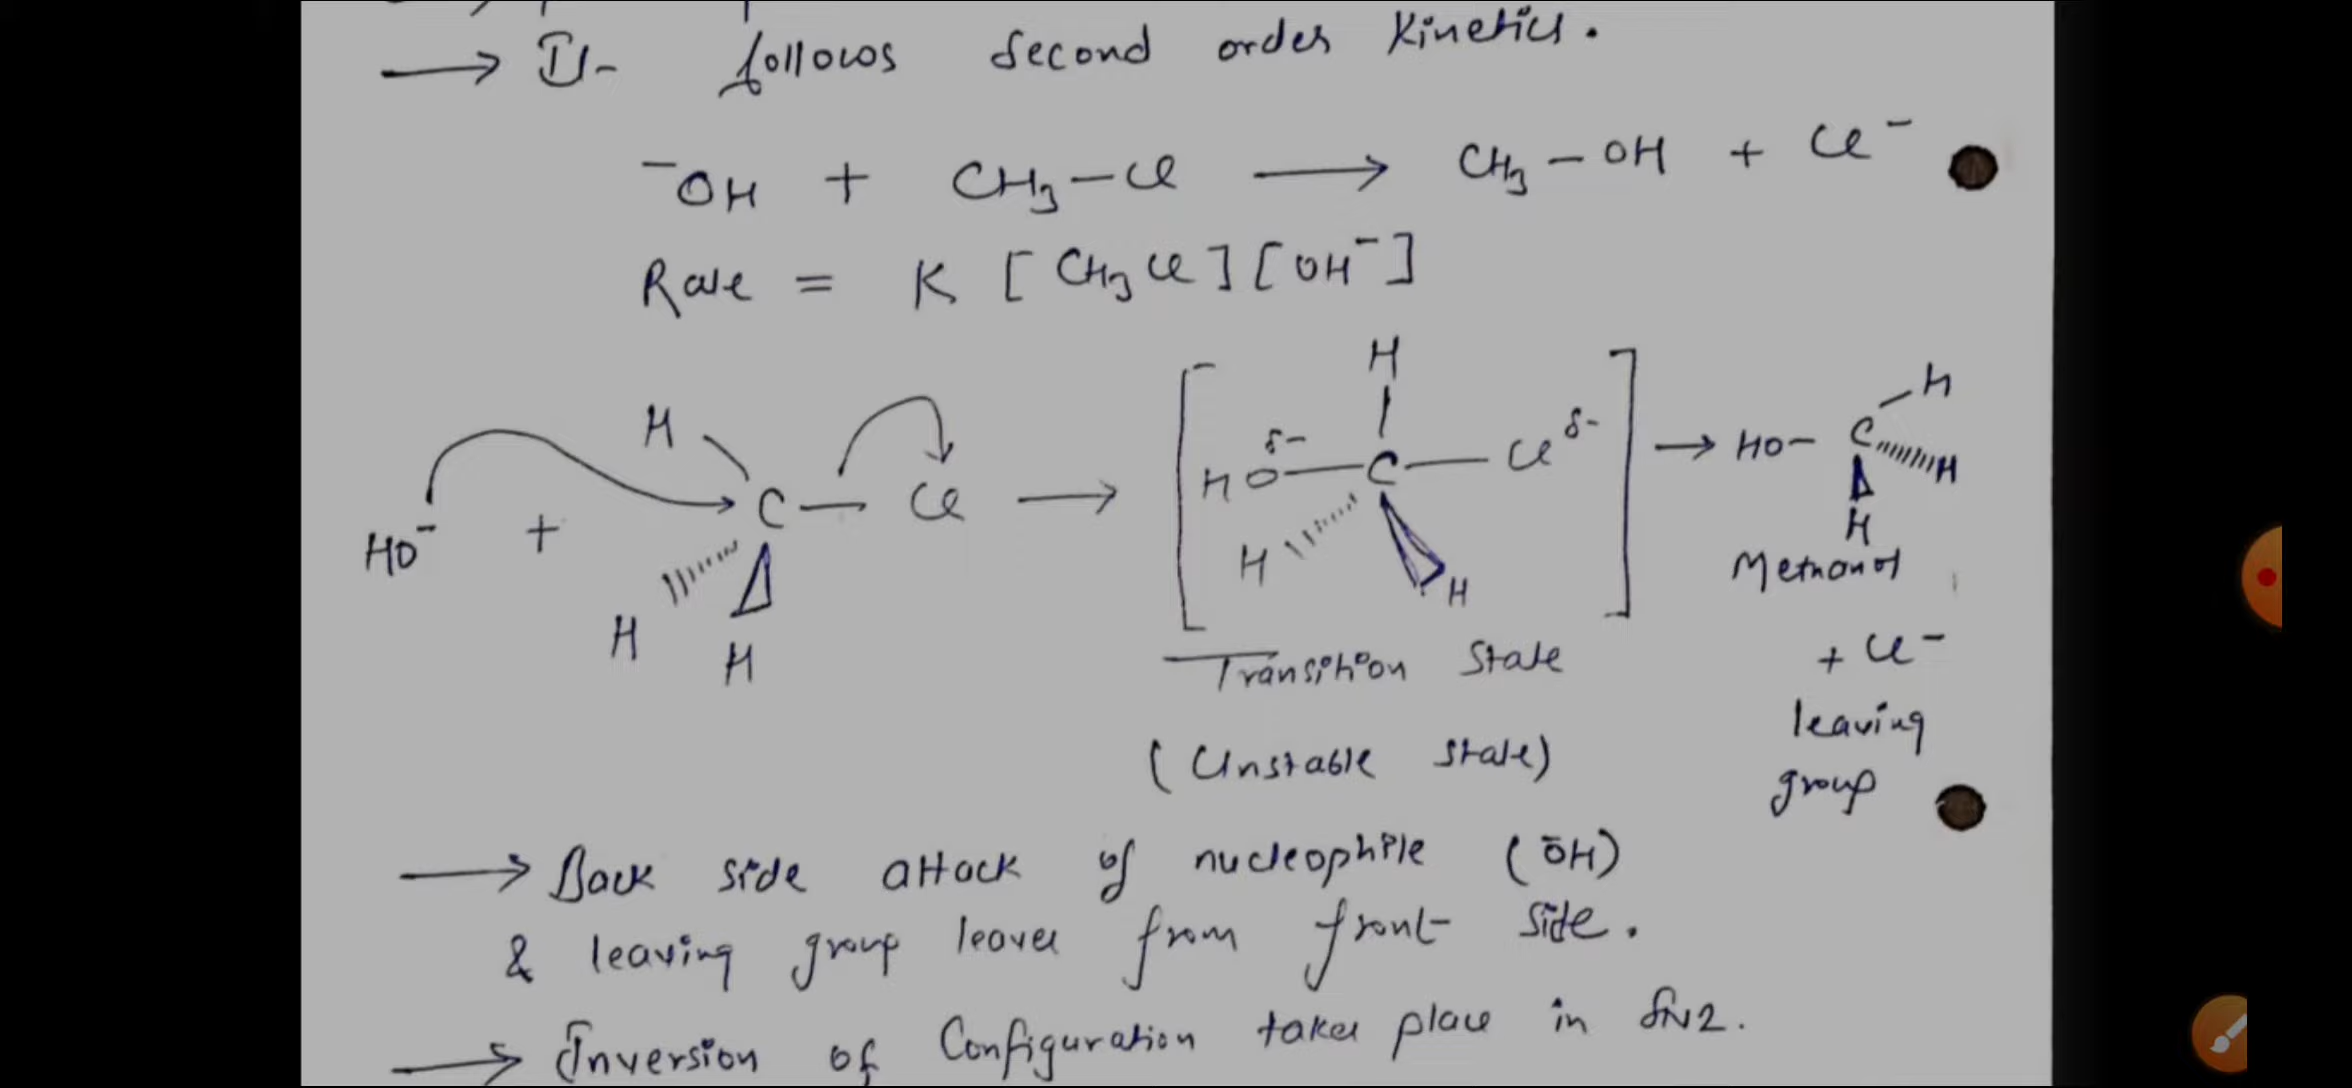 → It follows second order Kinetics.
⁻OH + CH₃–Cl → CH₃–OH + Cl⁻
Rate = K [CH₃Cl][OH⁻]
HO⁻ + H C – Cl H H → [ H HO δ- – C – Cl δ- H H ] → HO– C H H H
Methanol
Transition State + Cl⁻
(Unstable state) leaving group
→ Back side attack of nucleophile (ŌH)
& leaving group leaves from front side.
→ Inversion of Configuration takes place in SN2.